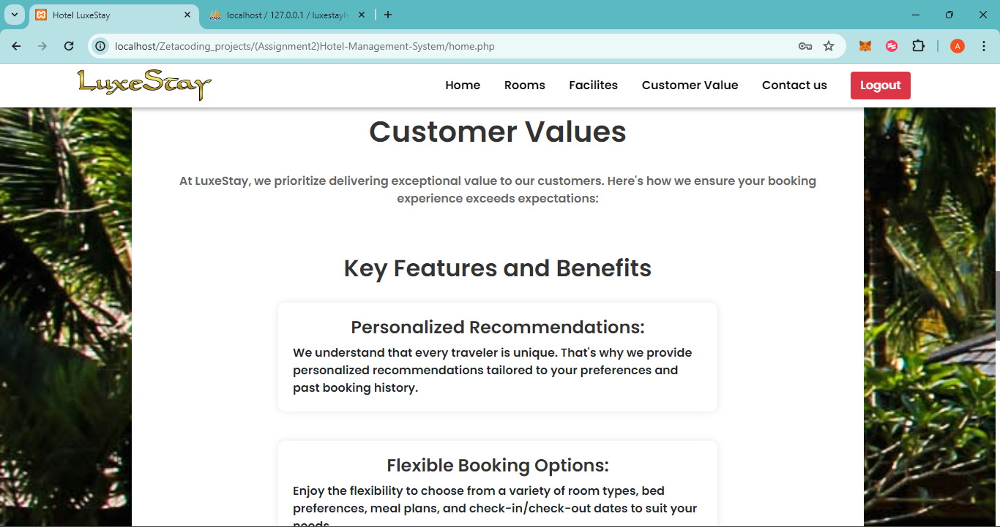 Hotel LuxeStay
localhost / 127.0.0.1 / luxestayh
localhost/Zetacoding_projects/(Assignment2)Hotel-Management-System/home.php
A
LuxeStay
Home Rooms Facilites Customer Value Contact us Logout
Customer Values
At LuxeStay, we prioritize delivering exceptional value to our customers. Here's how we ensure your booking
experience exceeds expectations:
Key Features and Benefits
Personalized Recommendations:
We understand that every traveler is unique. That's why we provide
personalized recommendations tailored to your preferences and
past booking history.
Flexible Booking Options:
Enjoy the flexibility to choose from a variety of room types, bed
preferences, meal plans, and check-in/check-out dates to suit your
needs.